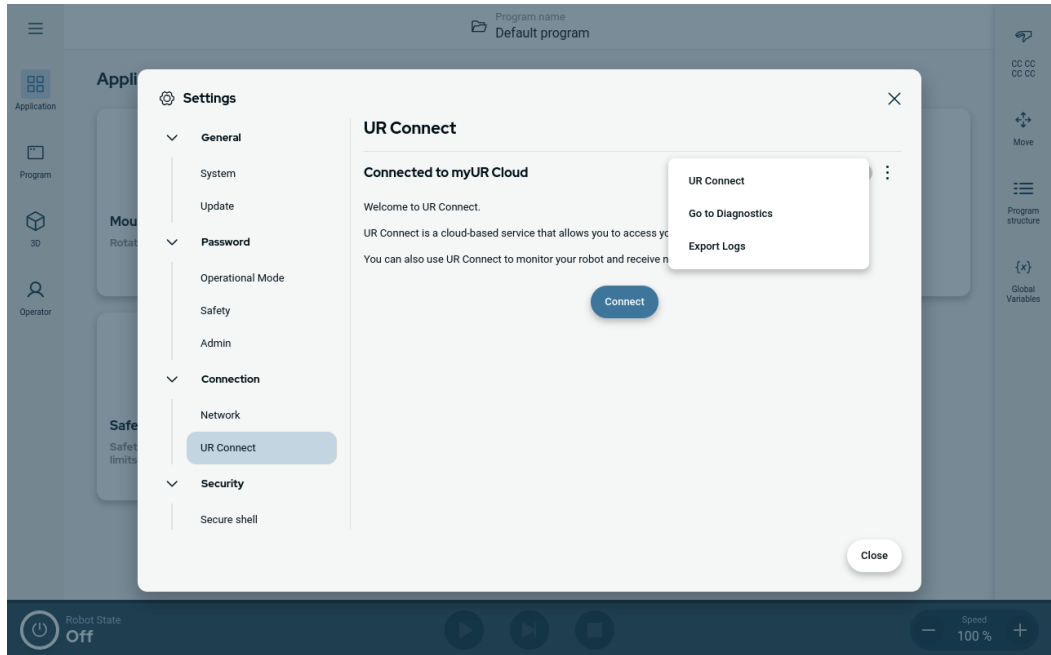 Program name
Default program
Appli
Application
Program
3D
Operator
Mou
Rotat
Safe
Safet
limits
Settings
General
System
Update
Password
Operational Mode
Safety
Admin
Connection
Network
UR Connect
Security
Secure shell
UR Connect
Connected to myUR Cloud
Welcome to UR Connect.
UR Connect is a cloud-based service that allows you to access yo
You can also use UR Connect to monitor your robot and receive n
Connect
UR Connect
Go to Diagnostics
Export Logs
Close
CC CC
CC CC
Move
Program
structure
{x}
Global
Variables
Robot State
Off
Speed
100 %